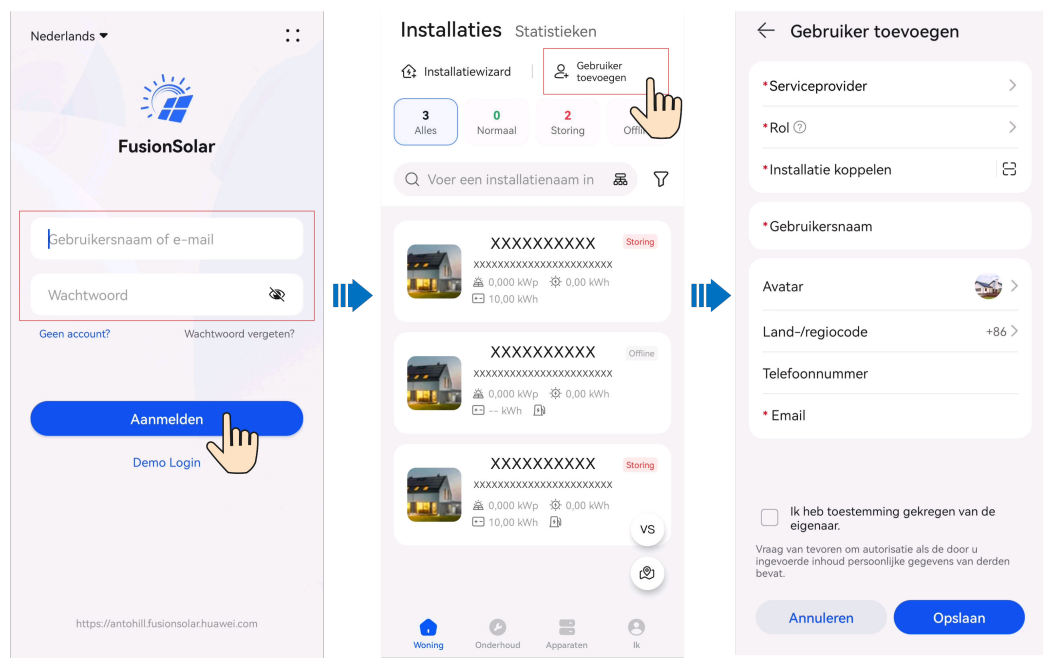 Nederlands
FusionSolar
Gebruikersnaam of e-mail
Wachtwoord
Geen account? Wachtwoord vergeten?
Aanmelden
Demo Login
https://antohill.fusionsolar.huawei.com
Installaties Statistieken
Installatiewizard
Gebruiker
toevoegen
3
Alles
0
Normaal
2
Storing
Voer een installatienaam in
XXXXXXXXXX Storing
XXXXXXXXXXXXXXXXXXXXXXX
0,000 kWp 0,00 kWh
10,00 kWh
XXXXXXXXXX Offline
XXXXXXXXXXXXXXXXXXXXXXX
0,000 kWp 0,00 kWh
-- kWh
XXXXXXXXXX Storing
XXXXXXXXXXXXXXXXXXXXXXX
0,000 kWp 0,00 kWh
10,00 kWh
VS
Woning Onderhoud Apparaten Ik
Gebruiker toevoegen
*Serviceprovider
*Rol ?
*Installatie koppelen
*Gebruikersnaam
Avatar
Land-/regiocode +86
Telefoonnummer
* Email
Ik heb toestemming gekregen van de
eigenaar.
Vraag van tevoren om autorisatie als de door u
ingevoerde inhoud persoonlijke gegevens van derden
bevat.
Annuleren Opslaan